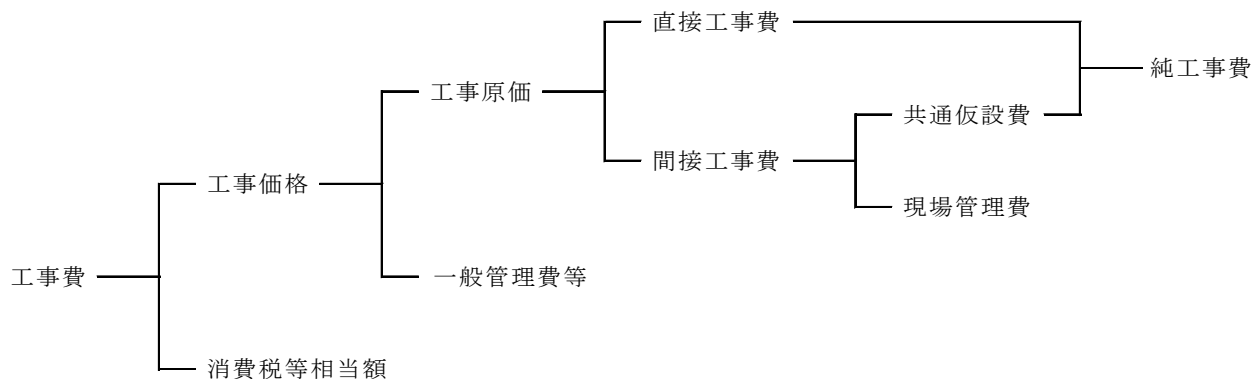 直接工事費
純工事費
工事原価
共通仮設費
間接工事費
工事価格
現場管理費
工事費
一般管理費等
消費税等相当額